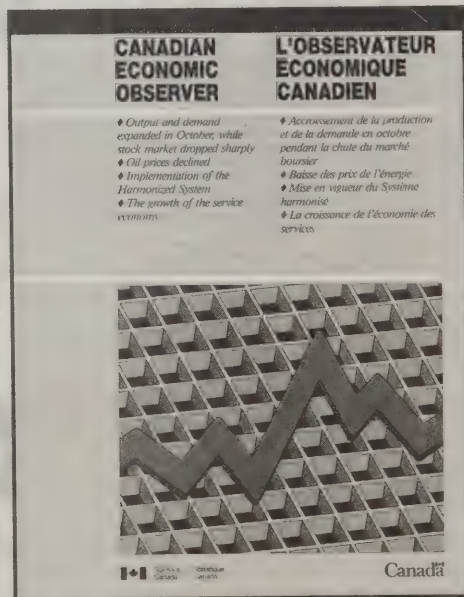 CANADIAN
ECONOMIC
OBSERVER
♦ Output and demand
expanded in October, while
stock market dropped sharply
♦ Oil prices declined
♦ Implementation of the
Harmonized System
♦ The growth of the service
economy
L'OBSERVATEUR
ÉCONOMIQUE
CANADIEN
♦ Accroissement de la production
et de la demande en octobre
pendant la chute du marché
boursier
♦ Baisse des prix de l'énergie
♦ Mise en vigueur du Système
harmonisé
♦ La croissance de l'économie des
services
Canada
Canada